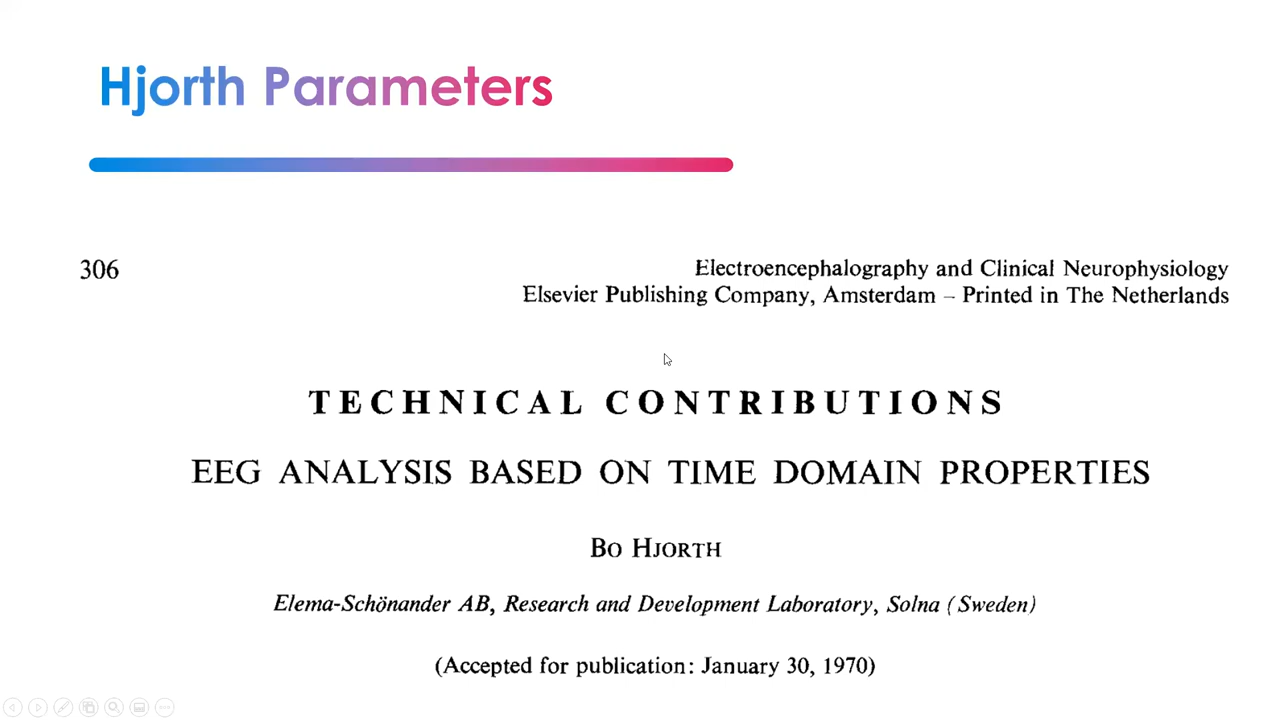 Hjorth Parameters
306
Electroencephalography and Clinical Neurophysiology
Elsevier Publishing Company, Amsterdam – Printed in The Netherlands
TECHNICAL CONTRIBUTIONS
EEG ANALYSIS BASED ON TIME DOMAIN PROPERTIES
BO HJORTH
Elema-Schönander AB, Research and Development Laboratory, Solna (Sweden)
(Accepted for publication: January 30, 1970)